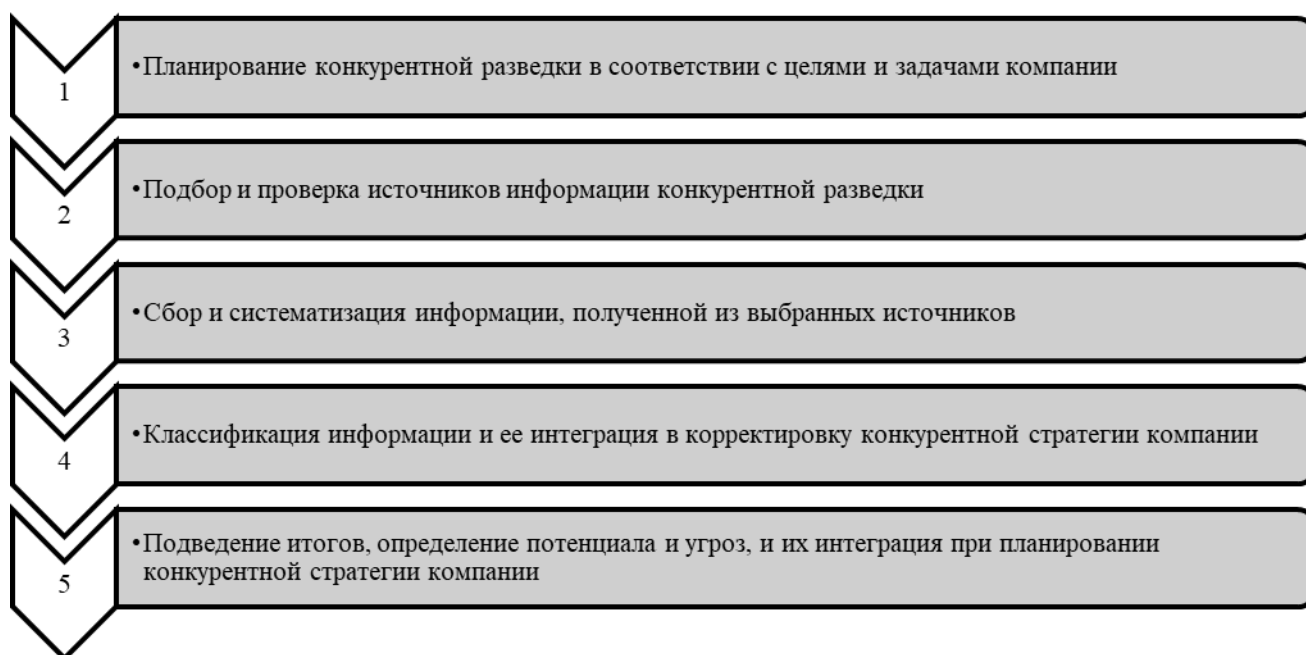 1
•Планирование конкурентной разведки в соответствии с целями и задачами компании
2
•Подбор и проверка источников информации конкурентной разведки
3
•Сбор и систематизация информации, полученной из выбранных источников
4
•Классификация информации и ее интеграция в корректировку конкурентной стратегии компании
5
•Подведение итогов, определение потенциала и угроз, и их интеграция при планировании
конкурентной стратегии компании